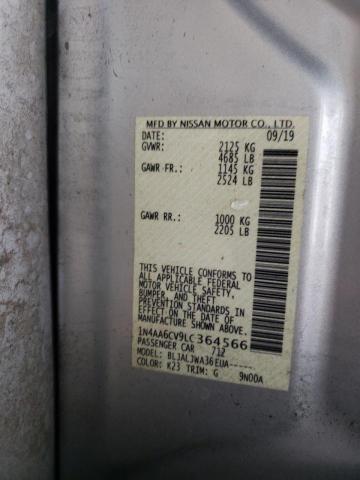 MFD BY NISSAN MOTOR CO., LTD.
DATE: 09/19
GVWR: 2125 KG
4685 LB
GAWR FR.: 1145 KG
2524 LB
GAWR RR.: 1000 KG
2205 LB
THIS VEHICLE CONFORMS TO
ALL APPLICABLE FEDERAL
MOTOR VEHICLE SAFETY,
BUMPER, AND THEFT
PREVENTION STANDARDS
IN EFFECT ON THE DATE OF
MANUFACTURE SHOWN ABOVE.
1N4AA6CV9LC364566
PASSENGER CAR 712
MODEL: BLJALJWA36EUA-----
COLOR: K23 TRIM: G 9N00A